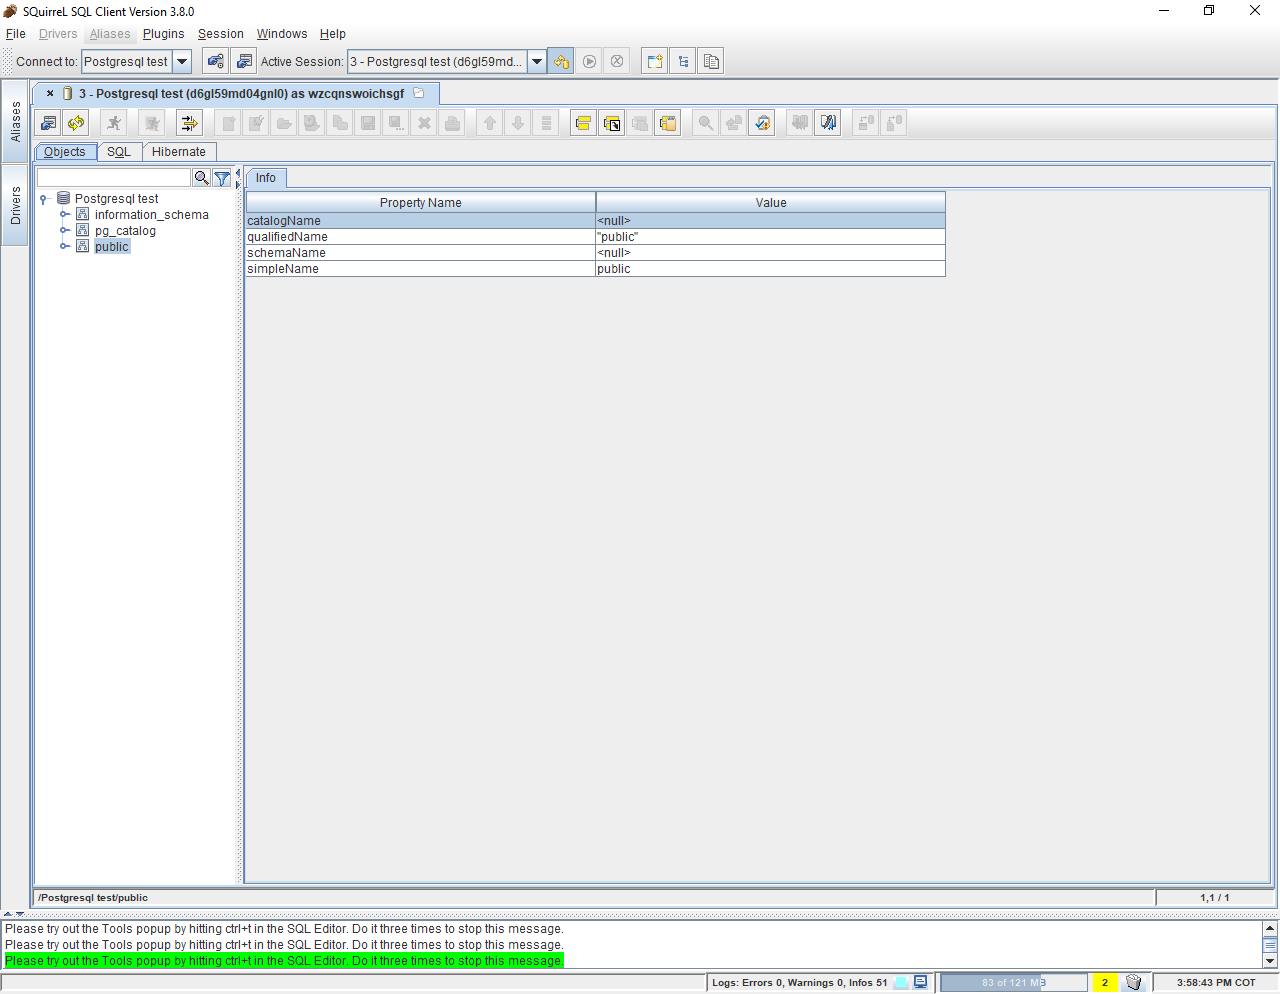 SQuirreL SQL Client Version 3.8.0
File Drivers Aliases Plugins Session Windows Help
Connect to: Postgresql test Active Session: 3 - Postgresql test (d6gl59md...
3 - Postgresql test (d6gl59md04gnl0) as wzcqnswoichsgf
Aliases
Drivers
Objects SQL Hibernate
Info
Postgresql test
information_schema
pg_catalog
public
Property Name Value
catalogName <null>
qualifiedName "public"
schemaName <null>
simpleName public
/Postgresql test/public 1,1 / 1
Please try out the Tools popup by hitting ctrl+t in the SQL Editor. Do it three times to stop this message.
Please try out the Tools popup by hitting ctrl+t in the SQL Editor. Do it three times to stop this message.
Please try out the Tools popup by hitting ctrl+t in the SQL Editor. Do it three times to stop this message.
Logs: Errors 0, Warnings 0, Infos 51 83 of 121 MB 2 3:58:43 PM COT